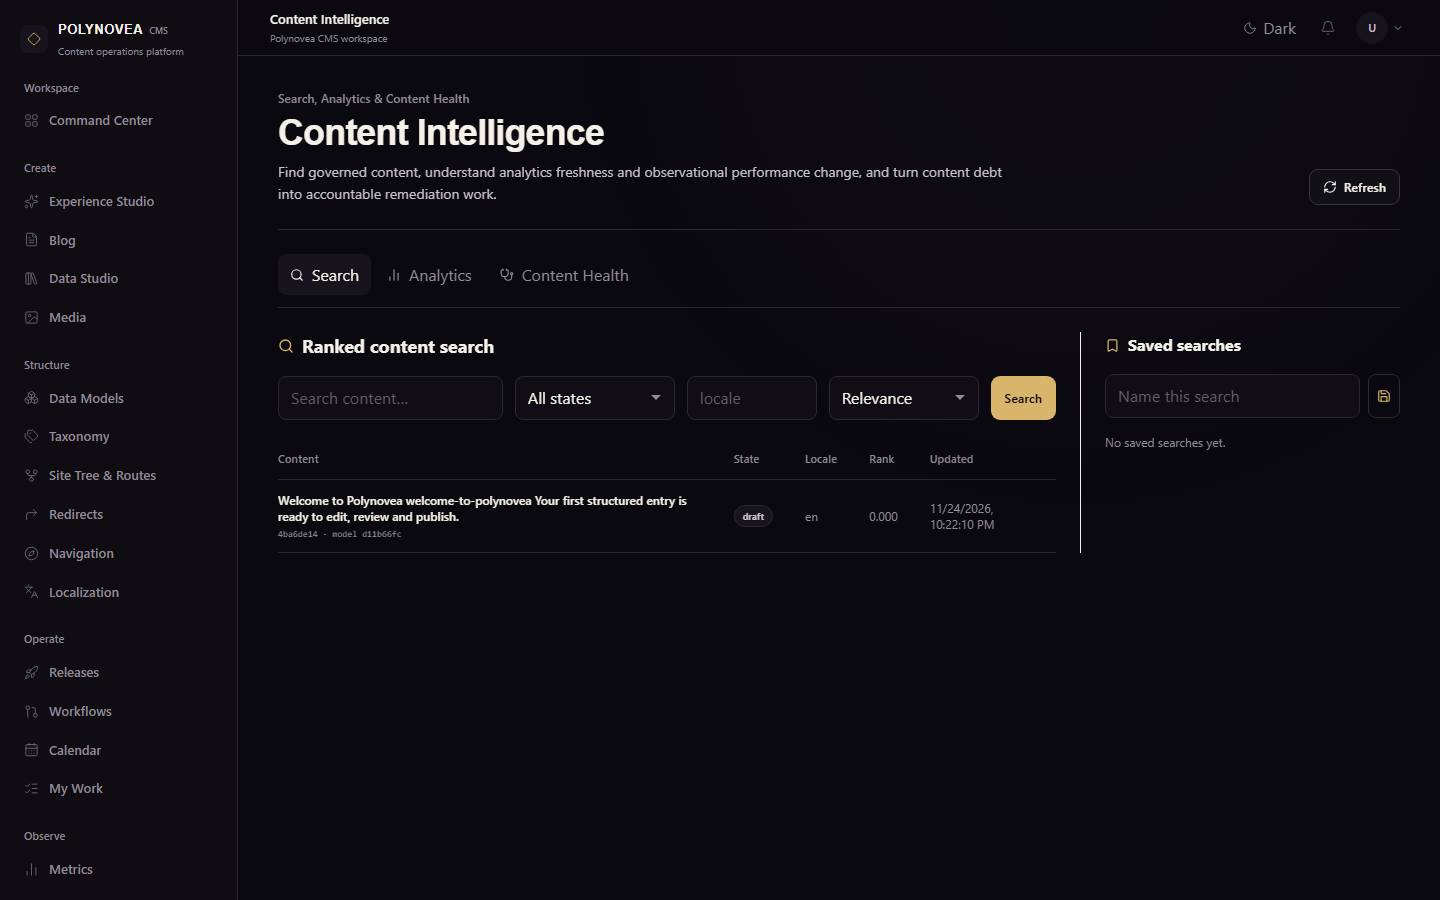 POLYNOVEA CMS
Content operations platform
Workspace
Command Center
Create
Experience Studio
Blog
Data Studio
Media
Structure
Data Models
Taxonomy
Site Tree & Routes
Redirects
Navigation
Localization
Operate
Releases
Workflows
Calendar
My Work
Observe
Metrics
Content Intelligence
Polynovea CMS workspace
Dark
U
Search, Analytics & Content Health
Content Intelligence
Find governed content, understand analytics freshness and observational performance change, and turn content debt
into accountable remediation work.
Refresh
Search
Analytics
Content Health
Ranked content search
Search content...
All states
locale
Relevance
Search
Content
State
Locale
Rank
Updated
Welcome to Polynovea welcome-to-polynovea Your first structured entry is
ready to edit, review and publish.
4ba6de14 · model d11b66fc
draft
en
0.000
11/24/2026,
10:22:10 PM
Saved searches
Name this search
No saved searches yet.